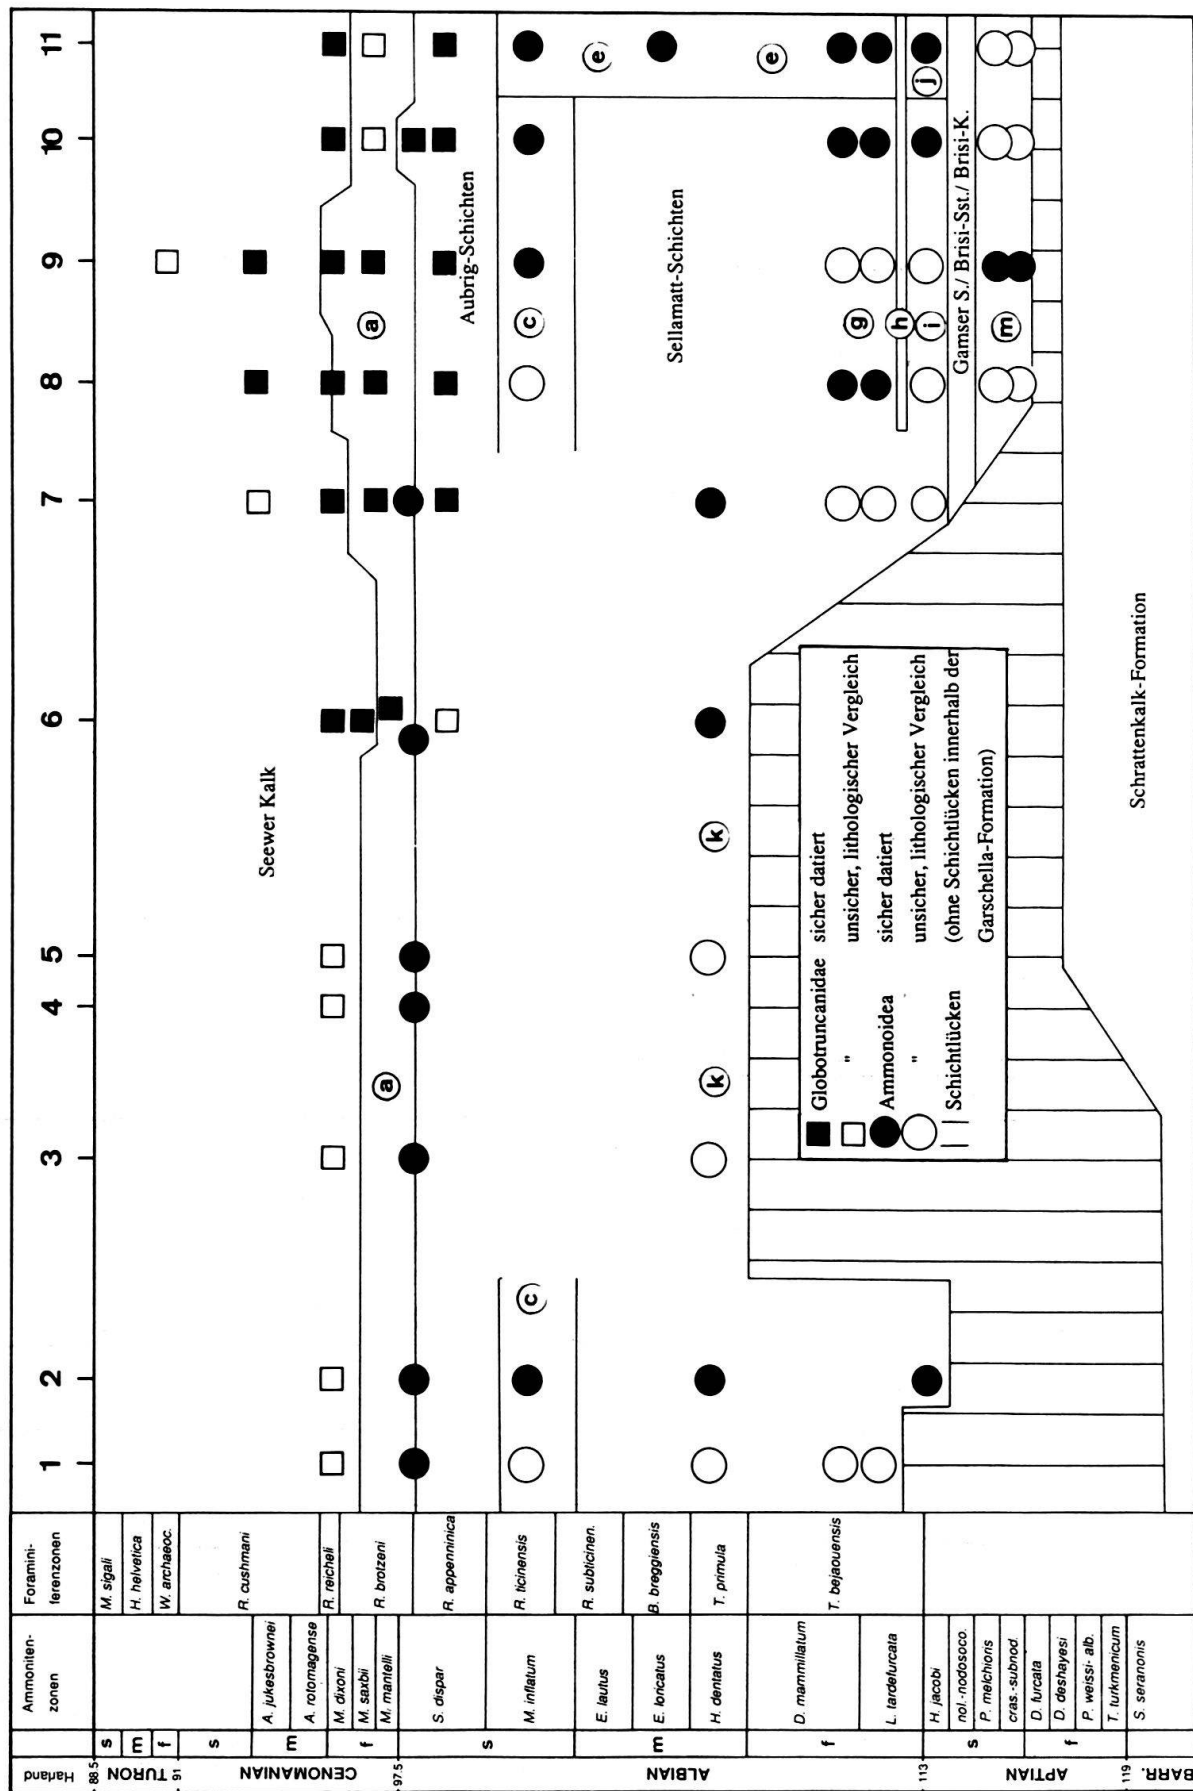 1 2 3 4 5 6 7 8 9 10 11
Harland
Ammoniten-
zonen
Foramini-
ferenzonen
88.5
91
97.5
113
119
TURON
CENOMANIAN
ALBIAN
APTIAN
BARR.
s
m
f
s
m
f
s
m
f
s
f
A. jukesbrownei
A. rotomagense
M. dixoni
M. saxbii
M. mantelli
S. dispar
M. inflatum
E. lautus
E. loricatus
H. dentatus
D. mammillatum
L. tardefurcata
H. jacobi
nol.-nodosoco.
P. melchioris
cras.-subnod.
D. furcata
D. deshayesi
P. weissi- alb.
T. turkmenicum
S. seranonis
M. sigali
H. helvetica
W. archaeoc.
R. cushmani
R. reicheli
R. brotzeni
R. appenninica
R. ticinensis
R. subticinen.
B. breggiensis
T. primula
T. bejaouensis
Seewer Kalk
a
a
Aubrig-Schichten
c
c
e
e
Sellamatt-Schichten
k
k
g
h
i
j
Gamser S./ Brisi-Sst./ Brisi-K.
m
Schrattenkalk-Formation
Globotruncanidae sicher datiert
" unsicher, lithologischer Vergleich
Ammonoidea sicher datiert
" unsicher, lithologischer Vergleich
Schichtlücken (ohne Schichtlücken innerhalb der
Garschella-Formation)